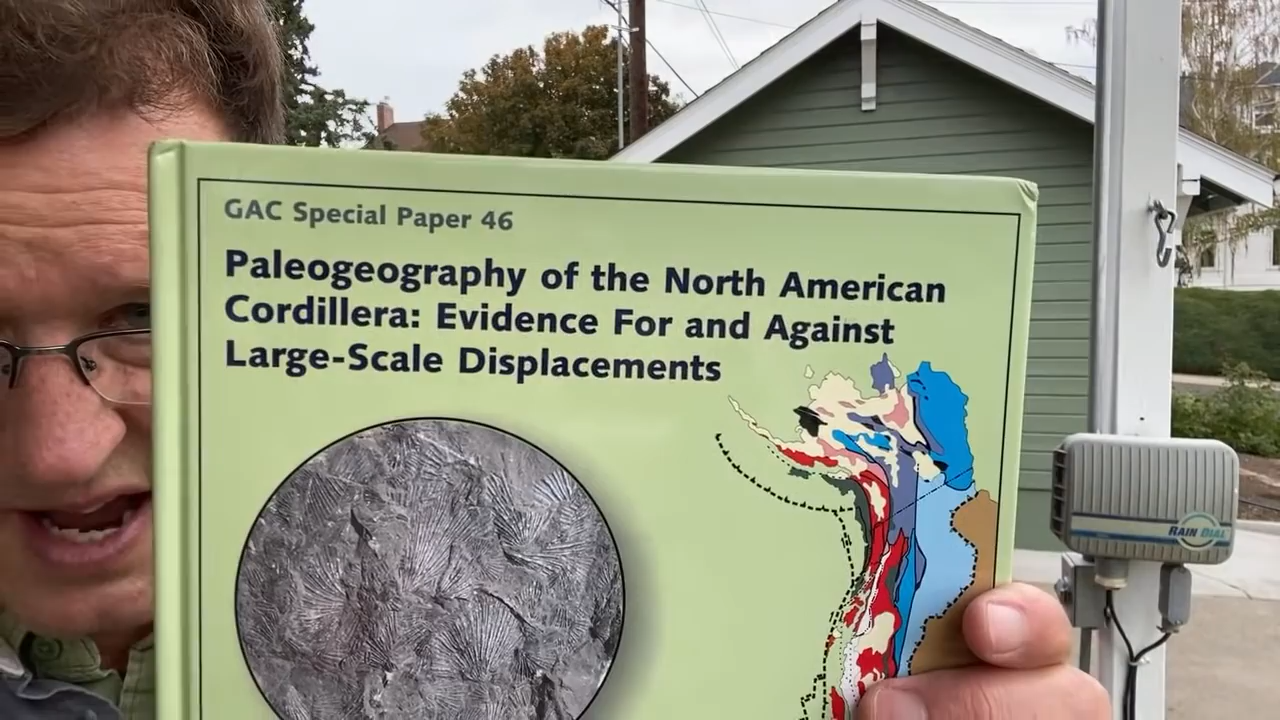 GAC Special Paper 46
Paleogeography of the North American
Cordillera: Evidence For and Against
Large-Scale Displacements
RAIN DIAL